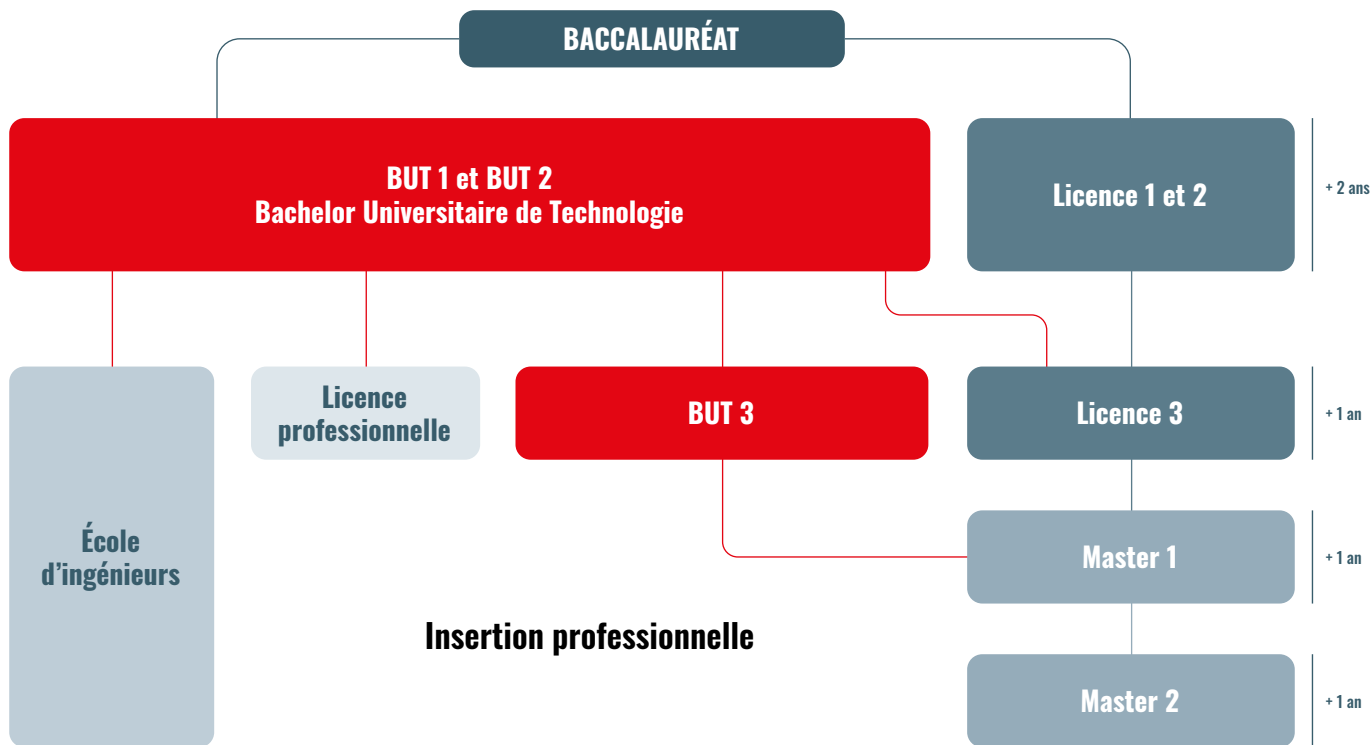 BACCALAURÉAT
BUT 1 et BUT 2
Bachelor Universitaire de Technologie
Licence 1 et 2
+ 2 ans
Licence
professionnelle
BUT 3
Licence 3
+ 1 an
École
d’ingénieurs
Master 1
+ 1 an
Insertion professionnelle
Master 2
+ 1 an